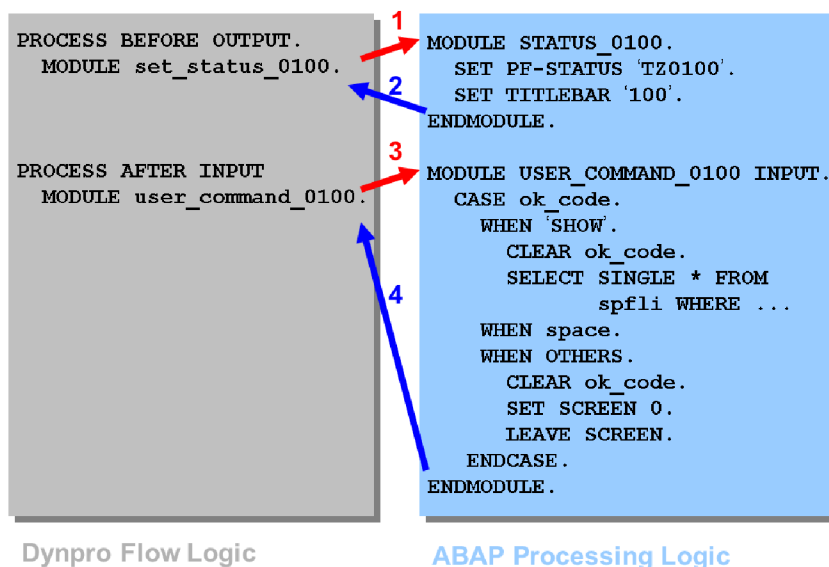 PROCESS BEFORE OUTPUT.
MODULE set_status_0100.
PROCESS AFTER INPUT
MODULE user_command_0100.
1
2
3
4
MODULE STATUS_0100.
SET PF-STATUS 'TZ0100'.
SET TITLEBAR '100'.
ENDMODULE.
MODULE USER_COMMAND_0100 INPUT.
CASE ok_code.
WHEN 'SHOW'.
CLEAR ok_code.
SELECT SINGLE * FROM
spfli WHERE ...
WHEN space.
WHEN OTHERS.
CLEAR ok_code.
SET SCREEN 0.
LEAVE SCREEN.
ENDCASE.
ENDMODULE.
Dynpro Flow Logic
ABAP Processing Logic